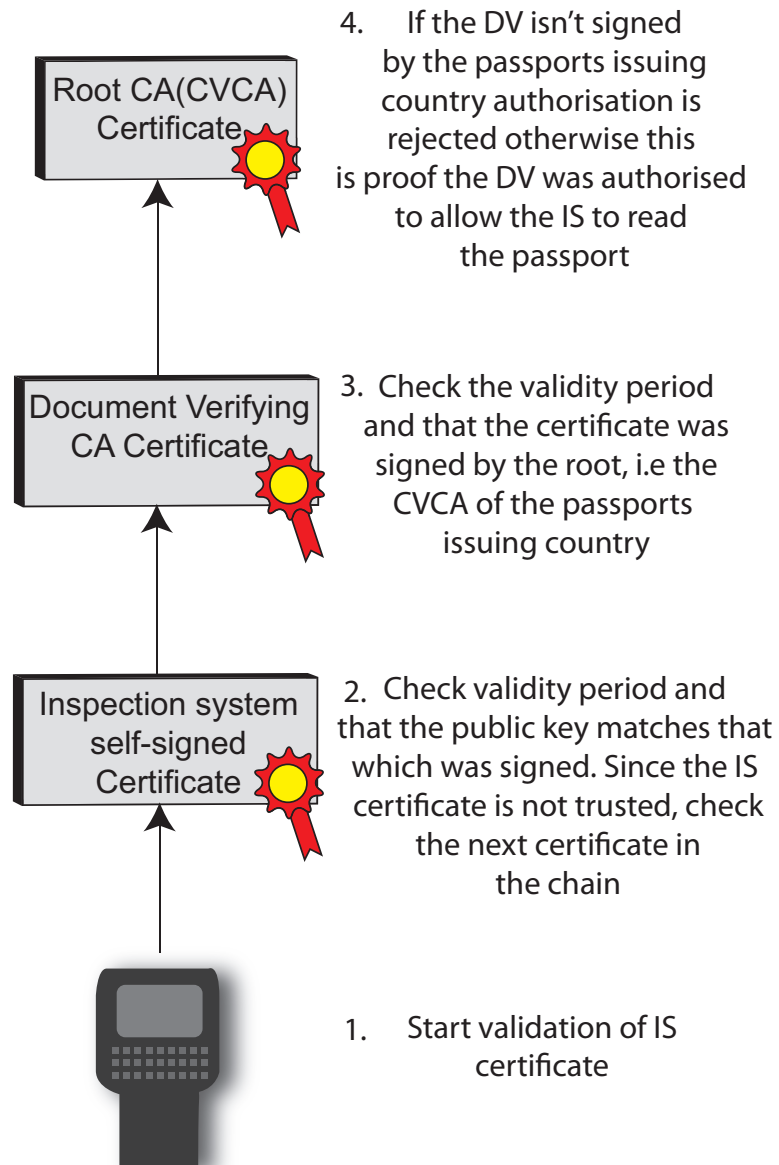 4. If the DV isn't signed
by the passports issuing
country authorisation is
rejected otherwise this
is proof the DV was authorised
to allow the IS to read
the passport
Root CA(CVCA)
Certificate
3. Check the validity period
and that the certificate was
signed by the root, i.e the
CVCA of the passports
issuing country
Document Verifying
CA Certificate
2. Check validity period and
that the public key matches that
which was signed. Since the IS
certificate is not trusted, check
the next certificate in
the chain
Inspection system
self-signed
Certificate
1. Start validation of IS
certificate